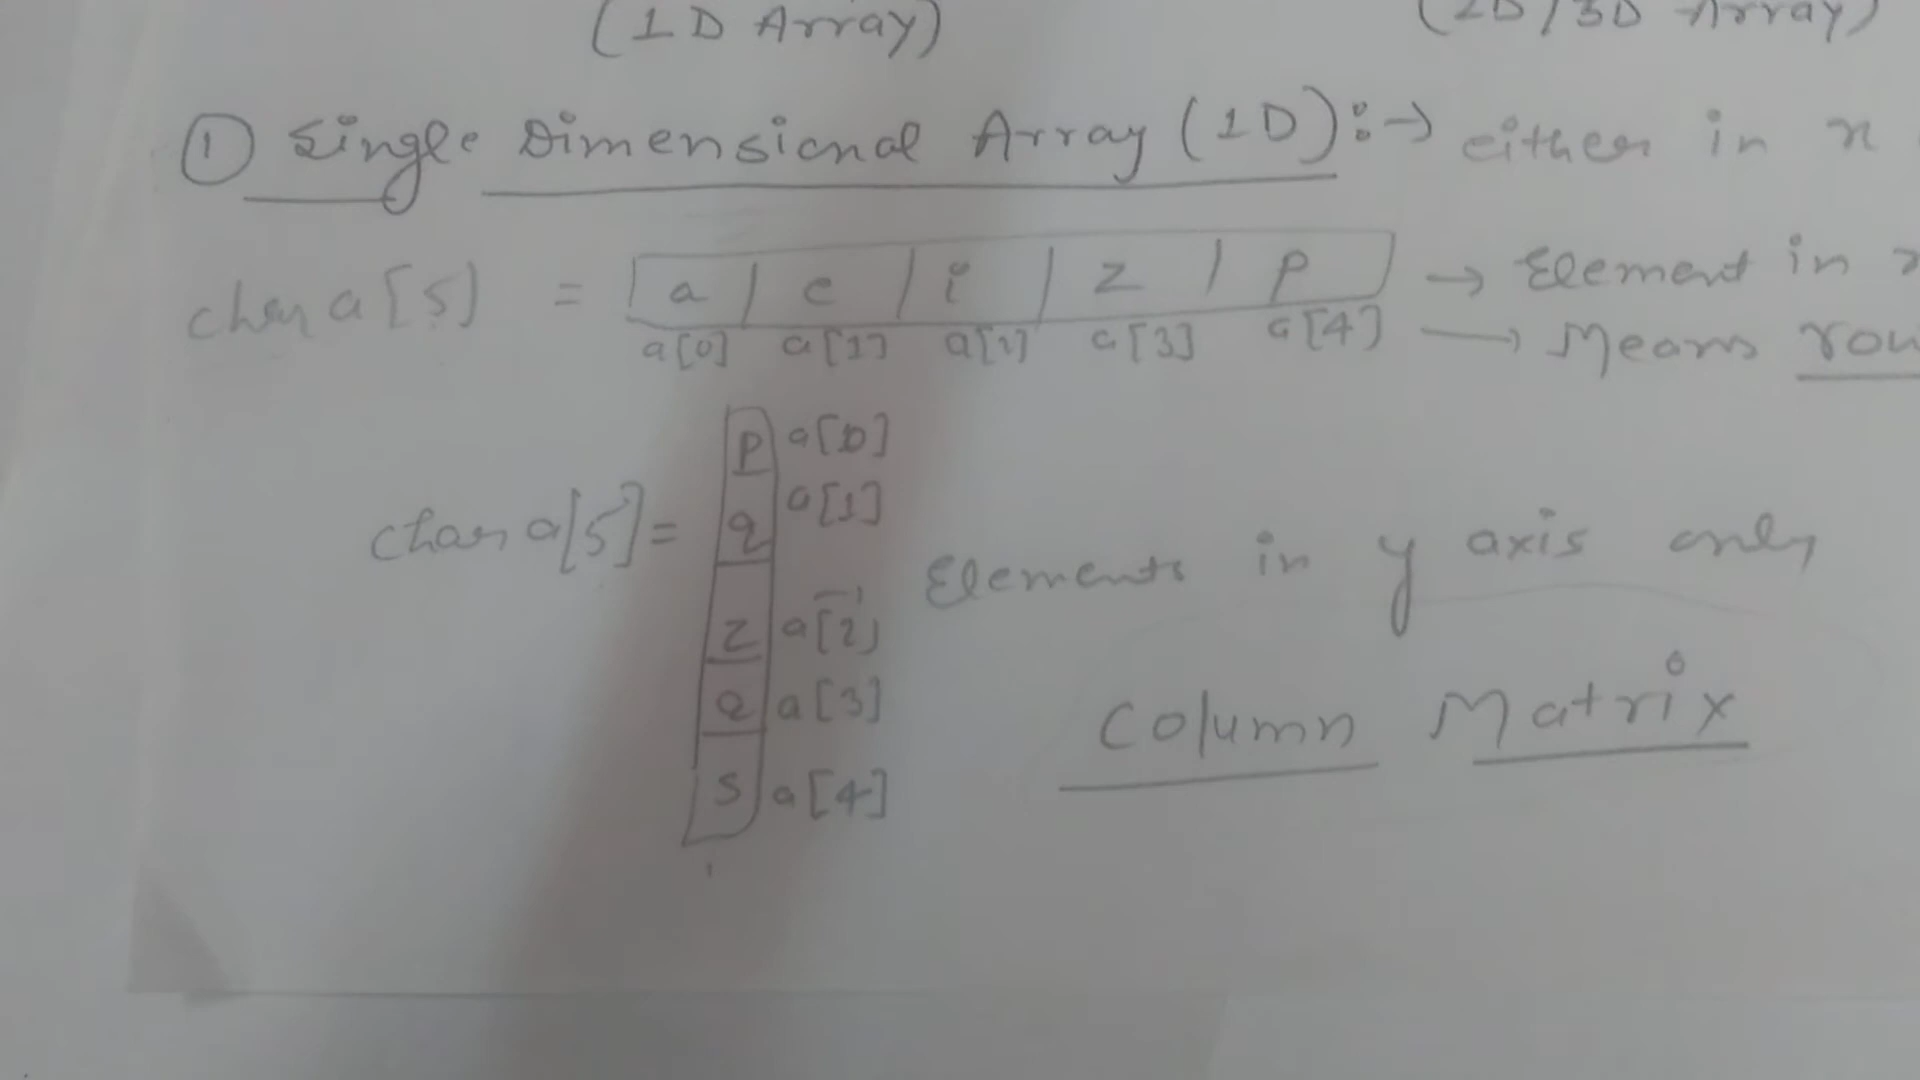 (1D Array) (2D/3D Array)
① Single Dimensional Array (1D):→ either in x
char a[5] = a | e | i | z | p → Element in
a[0] a[1] a[2] a[3] a[4] → Means row
p a[0]
char a[5] = q a[1]
Elements in y axis only
z a[2]
a[3]
Column Matrix
s a[4]